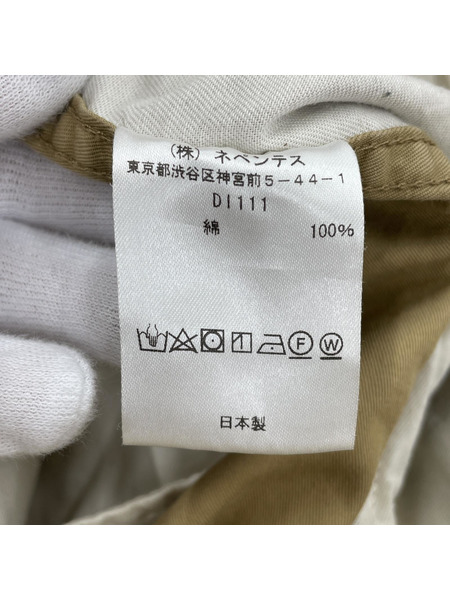 (株) ネペンテス
東京都渋谷区神宮前5-44-1
DI111
綿 100%
F W
日本製